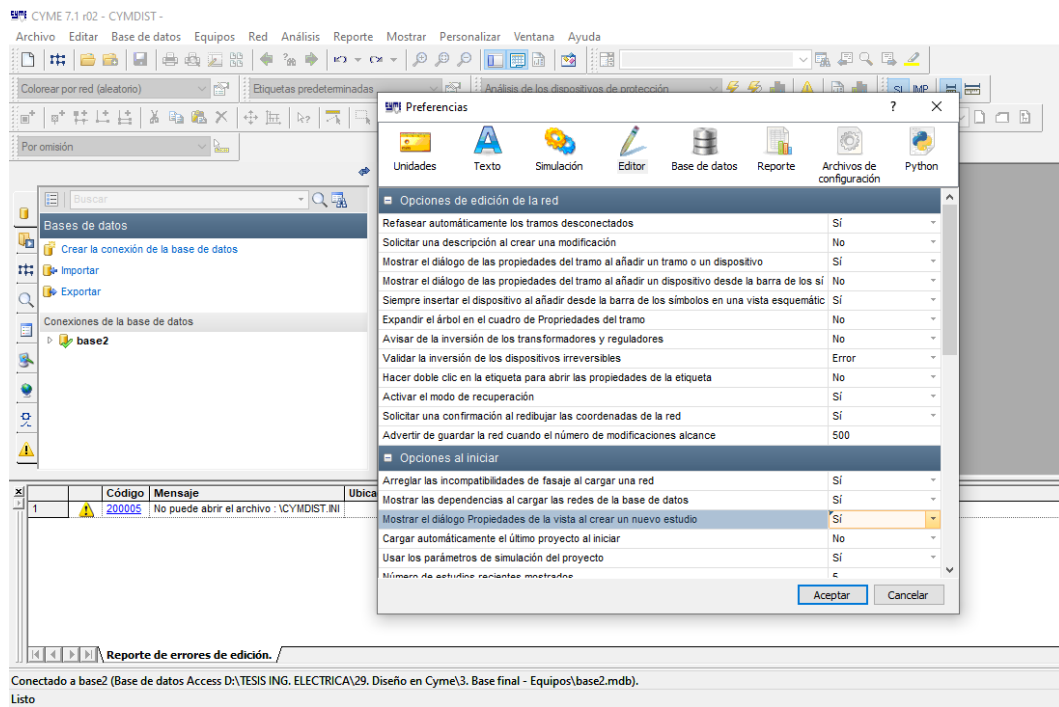 CYME 7.1 r02 - CYMDIST -
Archivo Editar Base de datos Equipos Red Análisis Reporte Mostrar Personalizar Ventana Ayuda
Colorear por red (aleatorio)
Etiquetas predeterminadas
Análisis de los dispositivos de protección
SI IMP
Por omisión
Buscar
Bases de datos
Crear la conexión de la base de datos
Importar
Exportar
Conexiones de la base de datos
base2
Preferencias
?
Unidades Texto Simulación Editor Base de datos Reporte Archivos de configuración Python
Opciones de edición de la red
Refasear automáticamente los tramos desconectados Sí
Solicitar una descripción al crear una modificación No
Mostrar el diálogo de las propiedades del tramo al añadir un tramo o un dispositivo Sí
Mostrar el diálogo de las propiedades del tramo al añadir un dispositivo desde la barra de los sí No
Siempre insertar el dispositivo al añadir desde la barra de los símbolos en una vista esquemátic Sí
Expandir el árbol en el cuadro de Propriedades del tramo No
Avisar de la inversión de los transformadores y reguladores No
Validar la inversión de los dispositivos irreversibles Error
Hacer doble clic en la etiqueta para abrir las propiedades de la etiqueta No
Activar el modo de recuperación Sí
Solicitar una confirmación al redibujar las coordenadas de la red Sí
Advertir de guardar la red cuando el número de modificaciones alcance 500
Opciones al iniciar
Arreglar las incompatibilidades de fasaje al cargar una red Sí
Mostrar las dependencias al cargar las redes de la base de datos Sí
Mostrar el diálogo Propiedades de la vista al crear un nuevo estudio Sí
Cargar automáticamente el último proyecto al iniciar No
Usar los parámetros de simulación del proyecto Sí
Número de estudios recientes mostrados 5
Aceptar Cancelar
Código Mensaje Ubica
1 200005 No puede abrir el archivo : \CYMDIST.INI
Reporte de errores de edición.
Conectado a base2 (Base de datos Access D:\TESIS ING. ELECTRICA\29. Diseño en Cyme\3. Base final - Equipos\base2.mdb).
Listo